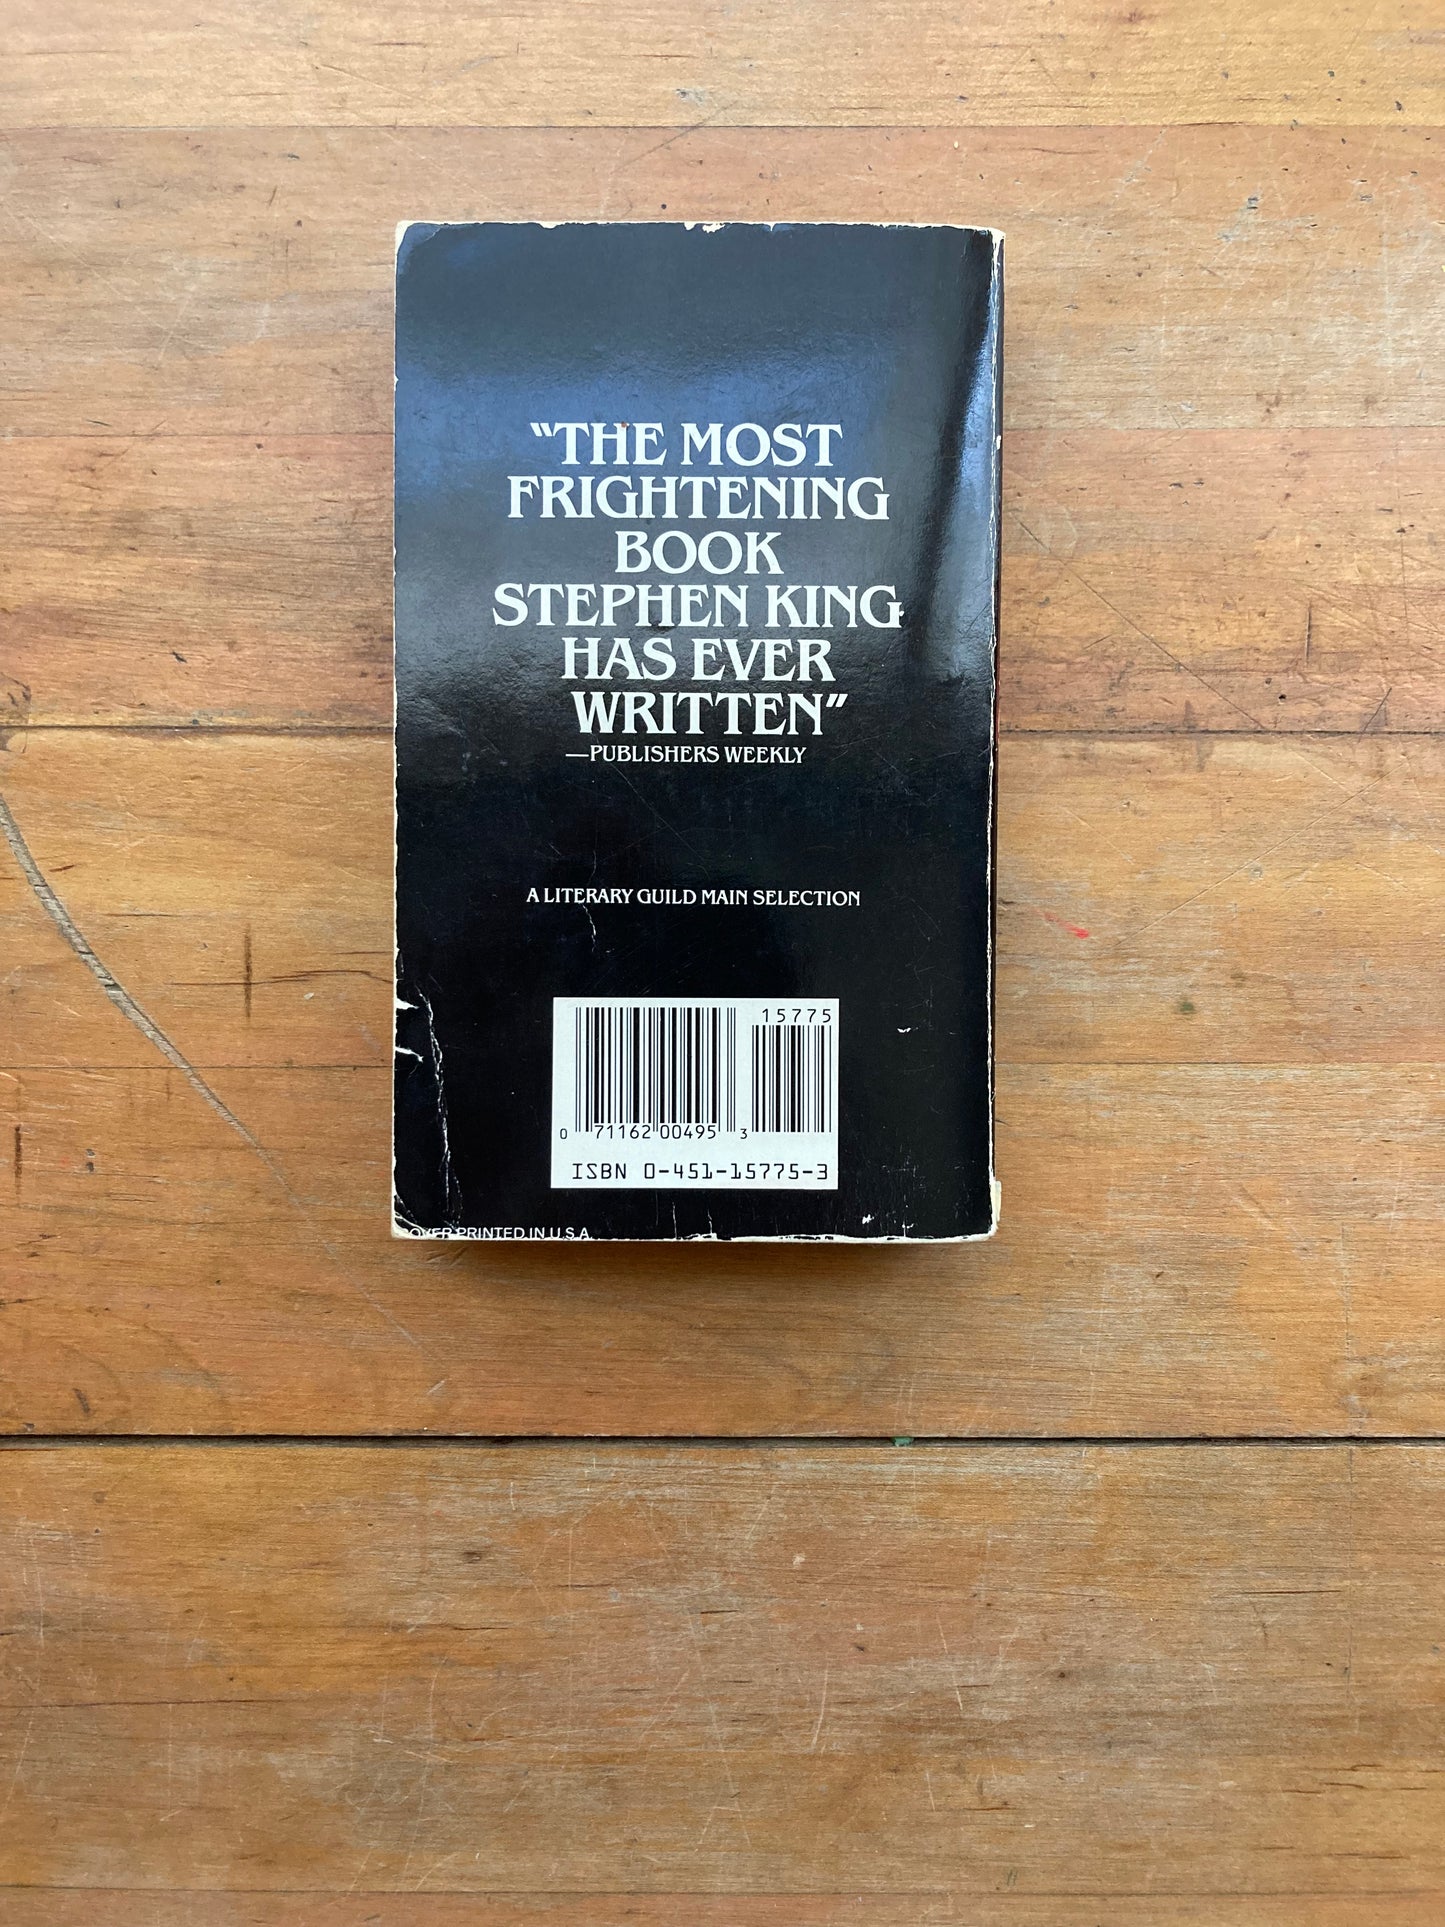 "THE MOST
FRIGHTENING
BOOK
STEPHEN KING
HAS EVER
WRITTEN"
—PUBLISHERS WEEKLY
A LITERARY GUILD MAIN SELECTION
15775
0 71162 00495 3
ISBN 0-451-15775-3
COVER PRINTED IN U.S.A.